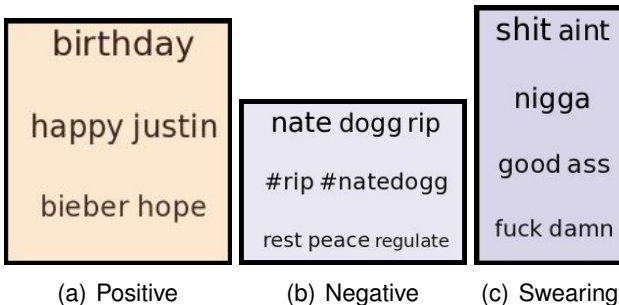 birthday
happy justin
bieber hope
(a) Positive
nate dogg rip
#rip #natedogg
rest peace regulate
(b) Negative
shit aint
nigga
good ass
fuck damn
(c) Swearing